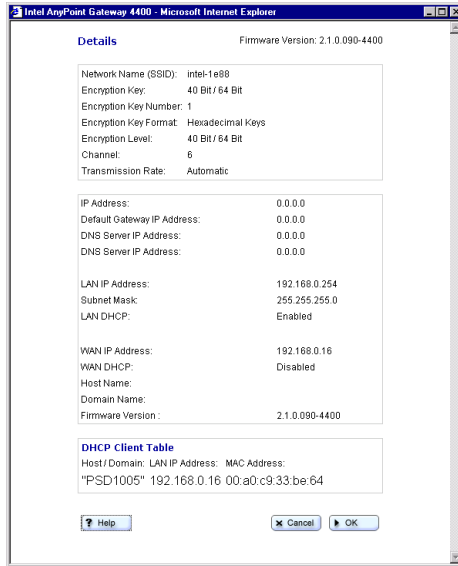 Intel AnyPoint Gateway 4400 - Microsoft Internet Explorer
Details Firmware Version: 2.1.0.090-4400
Network Name (SSID): intel-1e88
Encryption Key: 40 Bit / 64 Bit
Encryption Key Number: 1
Encryption Key Format: Hexadecimal Keys
Encryption Level: 40 Bit / 64 Bit
Channel: 6
Transmission Rate: Automatic
IP Address: 0.0.0.0
Default Gateway IP Address: 0.0.0.0
DNS Server IP Address: 0.0.0.0
DNS Server IP Address: 0.0.0.0
LAN IP Address: 192.168.0.254
Subnet Mask: 255.255.255.0
LAN DHCP: Enabled
WAN IP Address: 192.168.0.16
WAN DHCP: Disabled
Host Name:
Domain Name:
Firmware Version : 2.1.0.090-4400
DHCP Client Table
Host / Domain: LAN IP Address: MAC Address:
"PSD1005" 192.168.0.16 00:a0:c9:33:be:64
? Help x Cancel OK